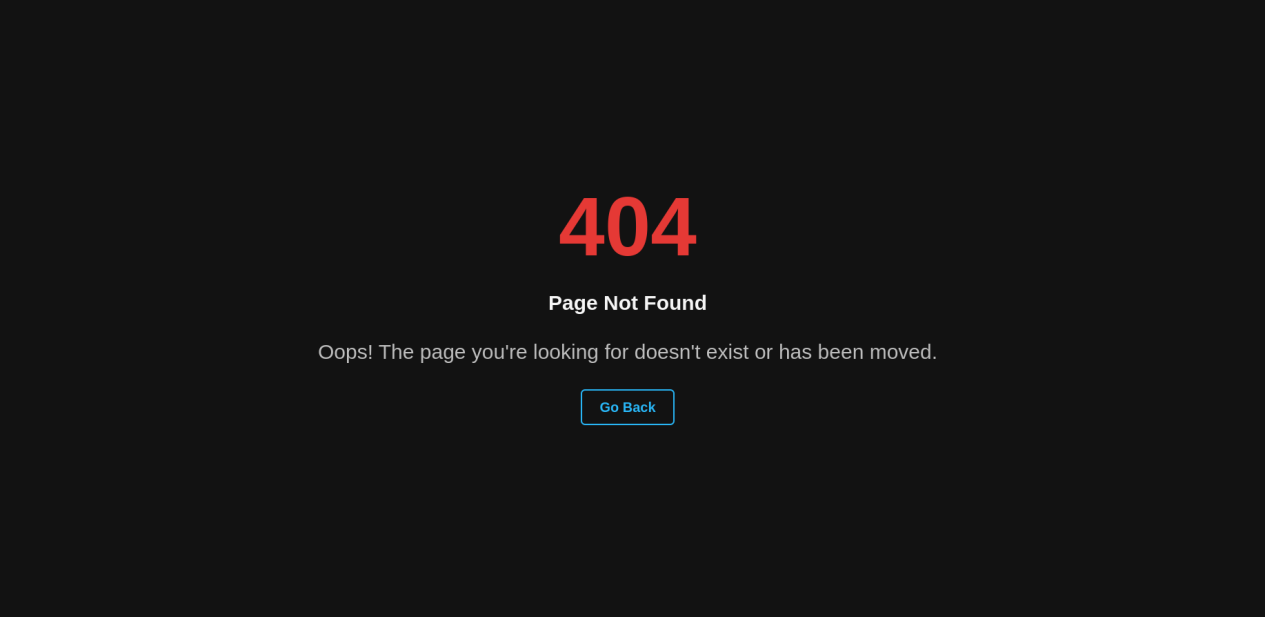 404
Page Not Found
Oops! The page you're looking for doesn't exist or has been moved.
Go Back